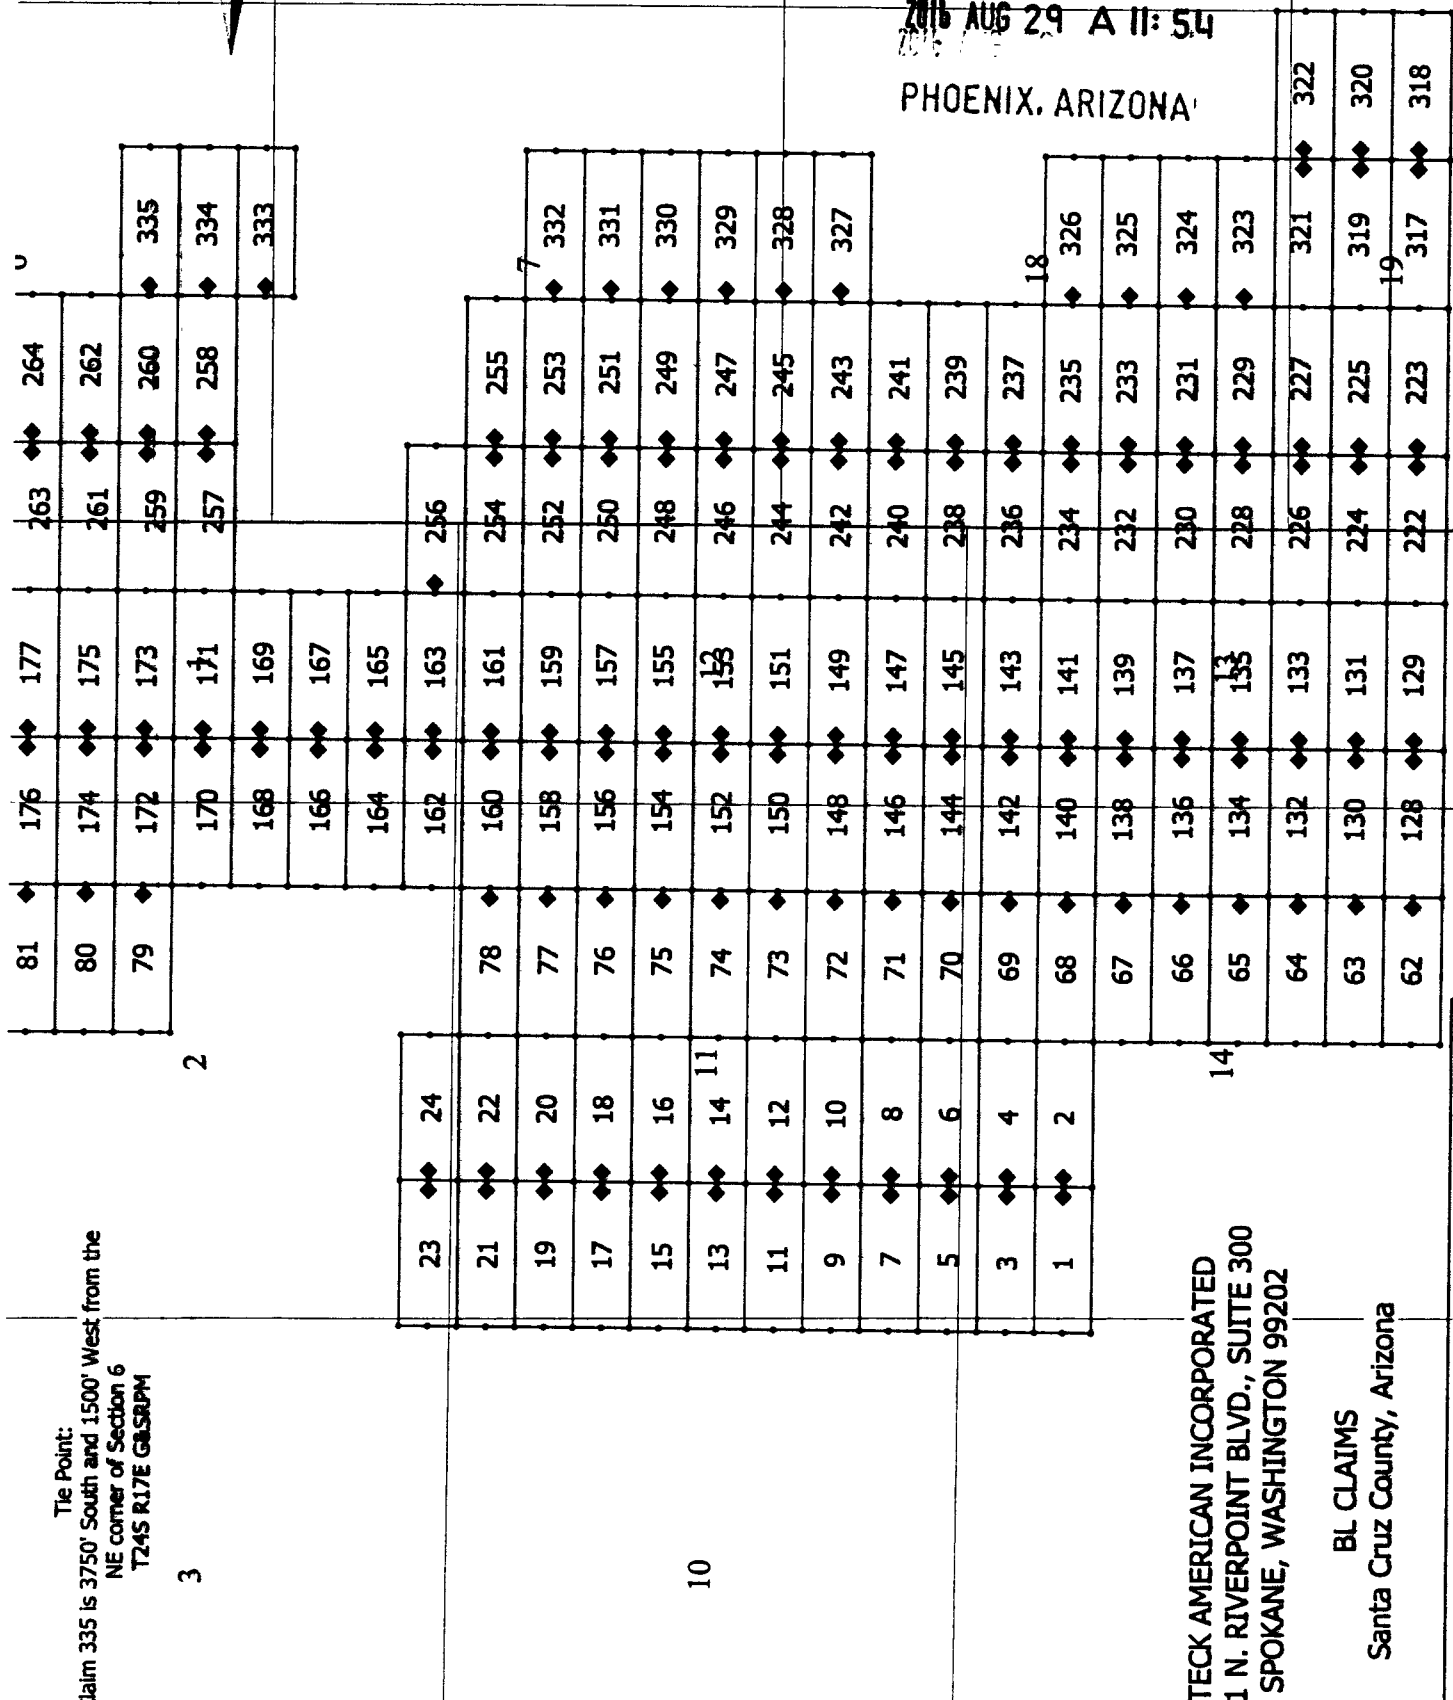 2016 AUG 29 A 11: 54
PHOENIX, ARIZONA
Tie Point:
laim 335 is 3750' South and 1500' West from the
NE corner of Section 6
T24S R17E G&SRPM
81 176 177 263 264
80 174 175 261 262
79 172 173 259 260 335
3 2 170 171 1 257 258 334
168 169 333
166 167
164 165
23 24 162 163 256
21 22 78 160 161 254 255
19 20 77 158 159 252 253 7 332
17 18 76 156 157 250 251 331
15 16 75 154 155 248 249 330
10 13 14 11 74 152 153 12 246 247 329
11 12 73 150 151 244 245 328
9 10 72 148 149 242 243 327
7 8 71 146 147 240 241
5 6 70 144 145 238 239
3 4 69 142 143 236 237
1 2 68 140 141 234 235 18 326
67 138 139 232 233 325
66 136 137 230 231 324
14 65 134 135 13 228 229 323
64 132 133 226 227 321 322
63 130 131 224 225 319 320
62 128 129 222 223 19 317 318
TECK AMERICAN INCORPORATED
1 N. RIVERPOINT BLVD., SUITE 300
SPOKANE, WASHINGTON 99202
BL CLAIMS
Santa Cruz County, Arizona